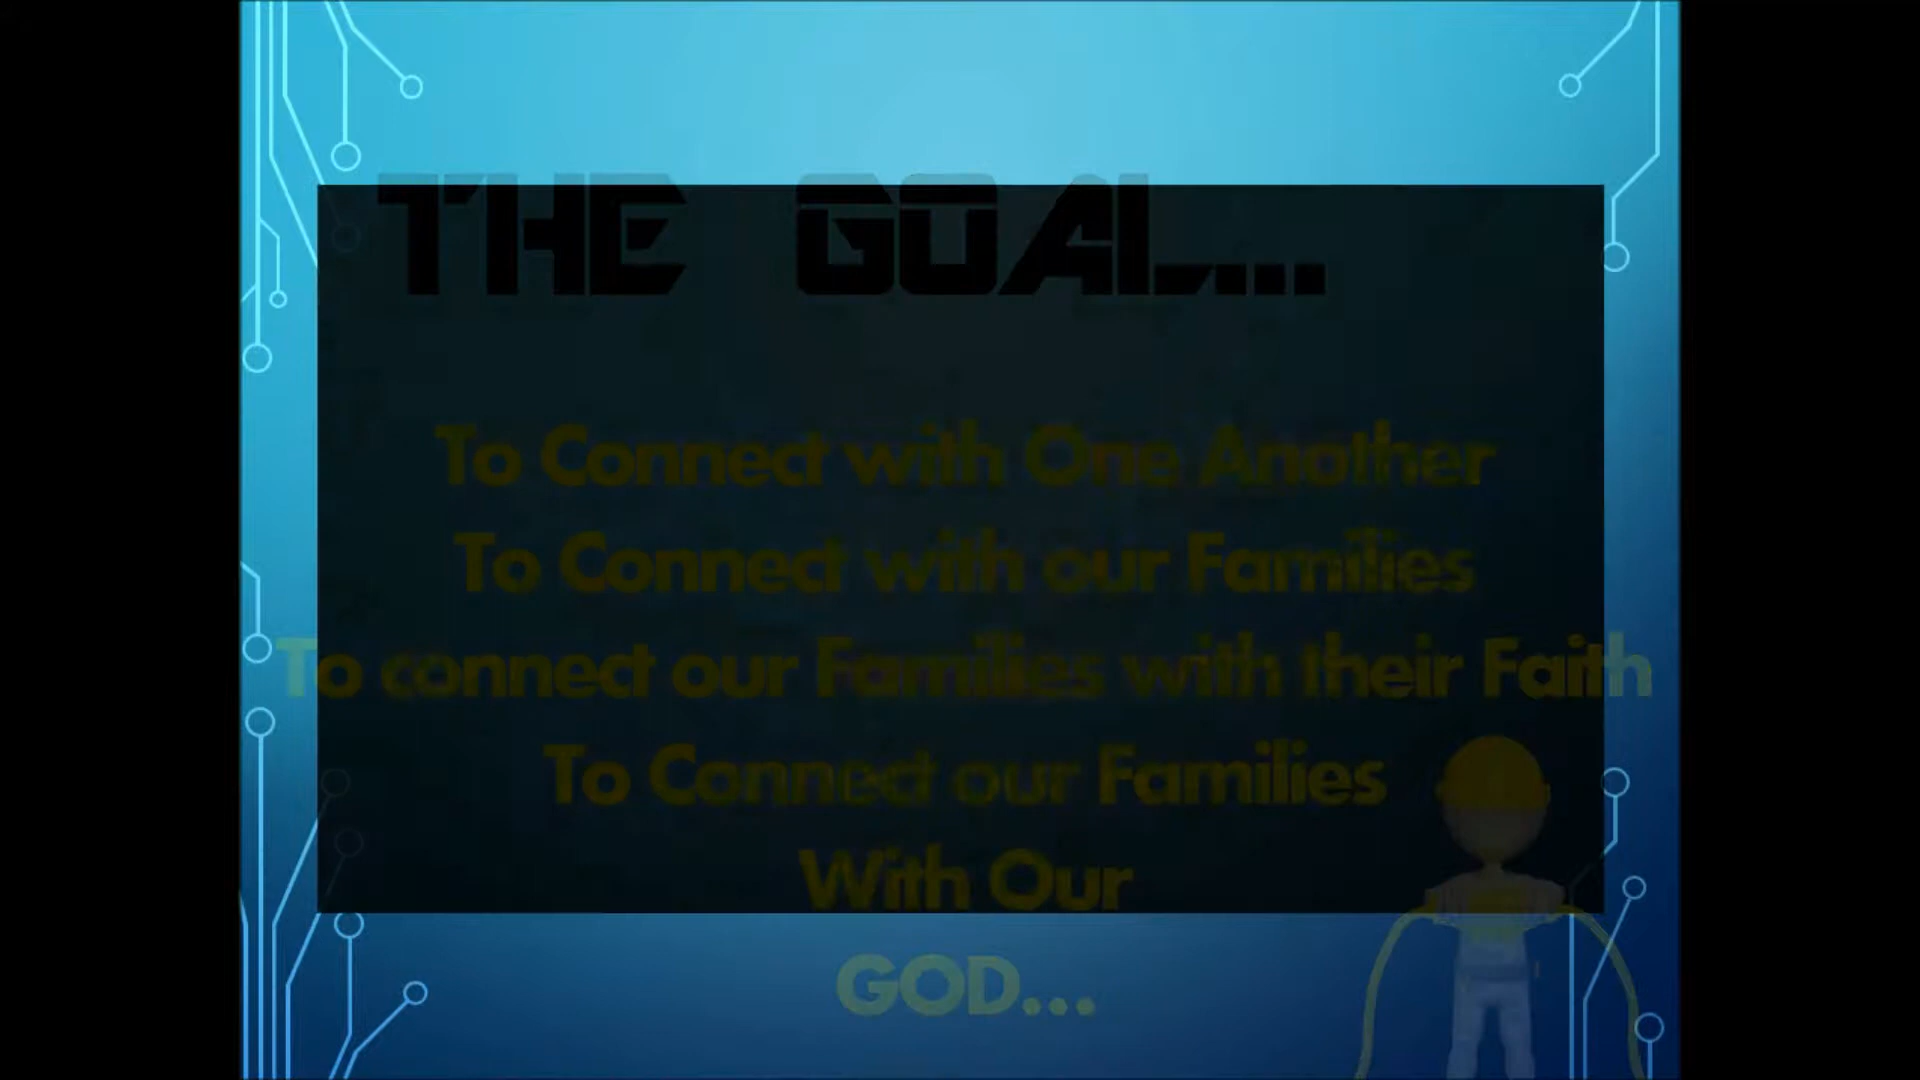 THE GOAL...
To Connect with One Another
To Connect with our Families
To connect our Families with their Faith
To Connect our Families
With Our
GOD...